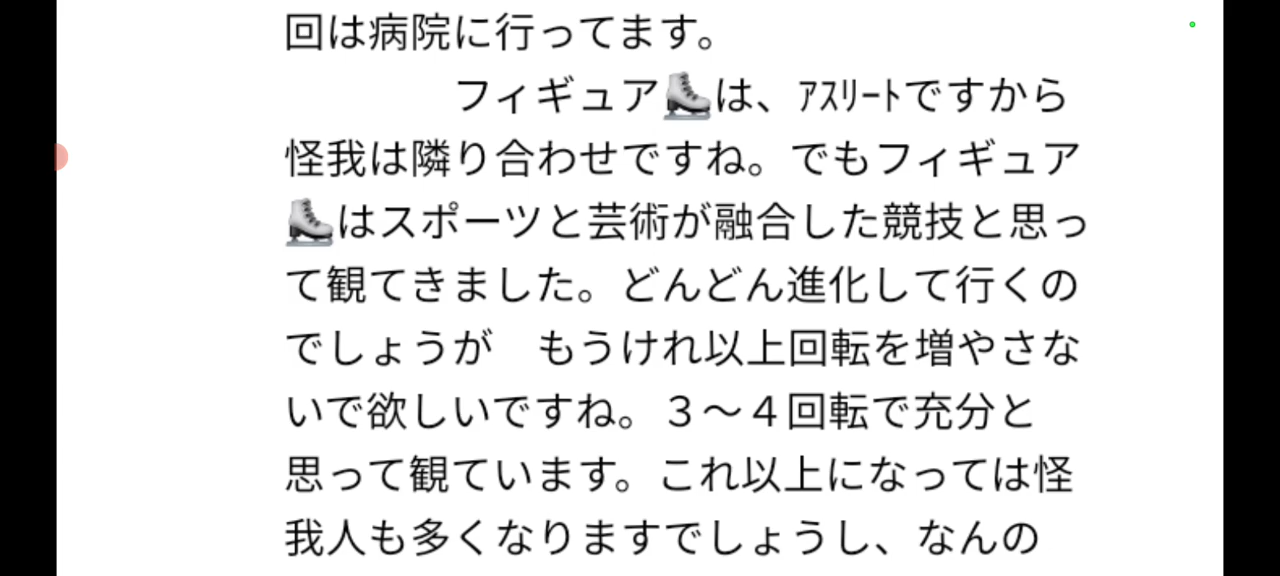 回は病院に行ってます。
フィギュア⛸は、ｱｽﾘｰﾄですから
怪我は隣り合わせですね。でもフィギュア
⛸はスポーツと芸術が融合した競技と思っ
て観てきました。どんどん進化して行くの
でしょうが　もうけれ以上回転を増やさな
いで欲しいですね。３〜４回転で充分と
思って観ています。これ以上になっては怪
我人も多くなりますでしょうし、なんの